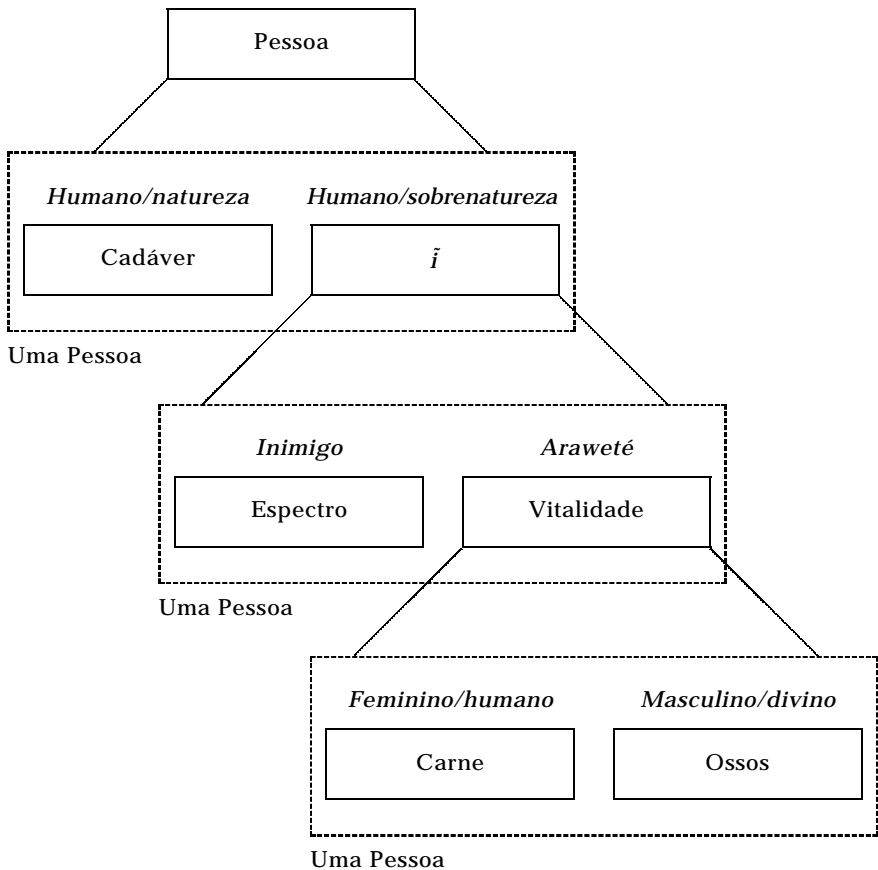 Pessoa
Humano/natureza Humano/sobrenatureza
Cadáver ĩ
Uma Pessoa
Inimigo Araweté
Espectro Vitalidade
Uma Pessoa
Feminino/humano Masculino/divino
Carne Ossos
Uma Pessoa